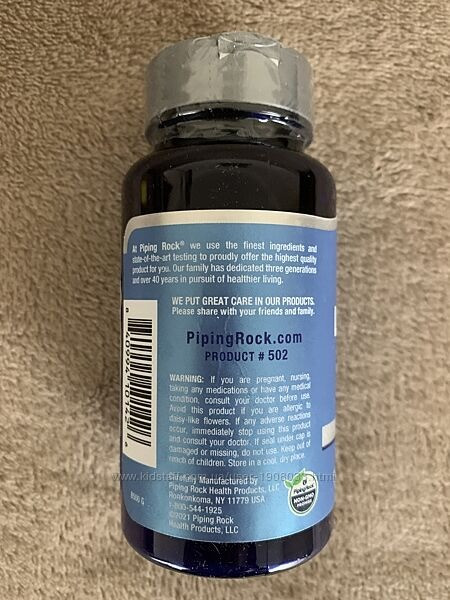 At Piping Rock® we use the finest ingredients and
state-of-the-art testing to proudly offer the highest quality
product for you. Our family has dedicated three generations
and over 40 years in pursuit of healthier living.
WE PUT GREAT CARE IN OUR PRODUCTS.
Please share with your friends and family.
PipingRock.com
PRODUCT # 502
WARNING: If you are pregnant, nursing,
taking any medications or have any medical
condition, consult your doctor before use.
Avoid this product if you are allergic to
daisy-like flowers. If any adverse reactions
occur, immediately stop using this product
and consult your doctor. If seal under cap is
damaged or missing, do not use. Keep out of
reach of children. Store in a cool, dry place.
Manufactured by
Piping Rock Health Products, LLC
Ronkonkoma, NY 11779 USA
1-800-544-1925
©2021 Piping Rock
Health Products, LLC
PipingRock
NON-GMO